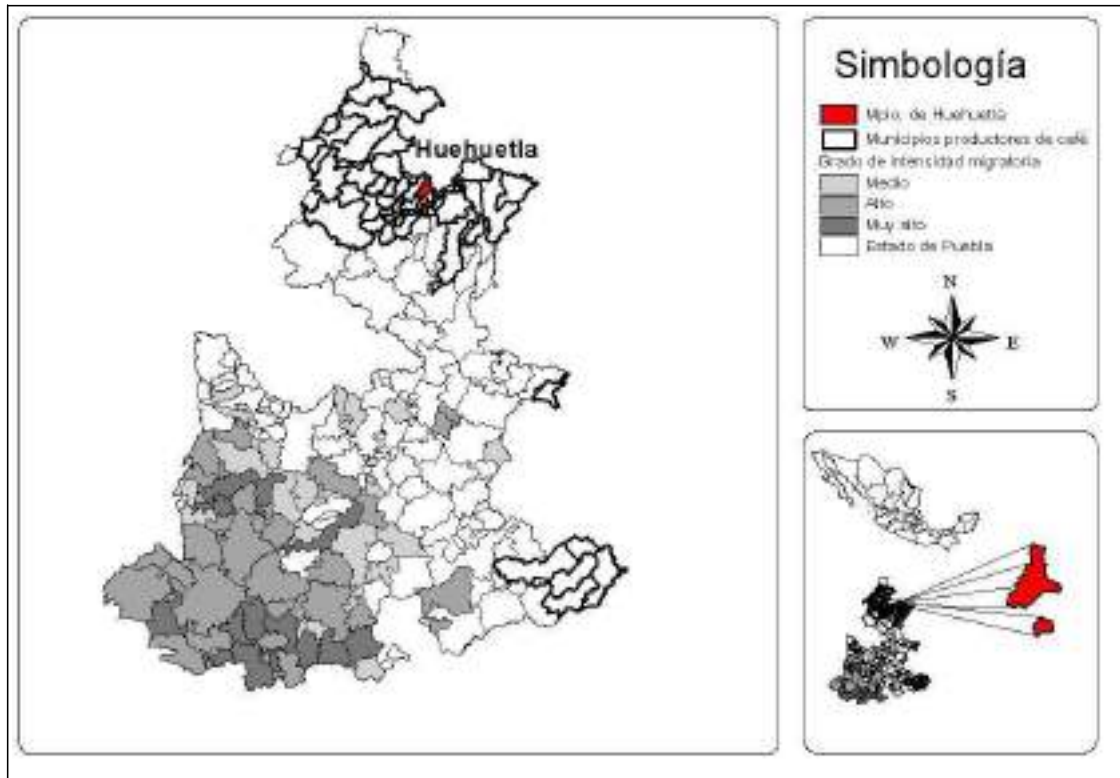 Huehuetla
Simbología
Mpio. de Huehuetla
Municipios productores de café
Grado de intensidad migratoria
Medio
Alto
Muy alto
Estado de Puebla
N
W
E
S